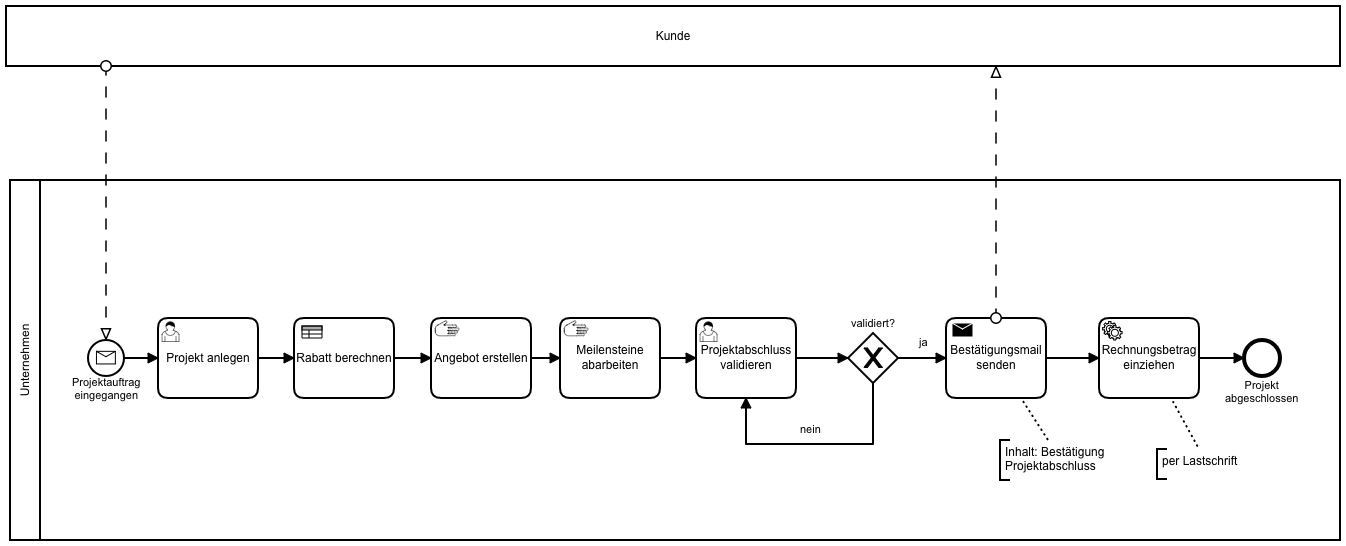 Kunde
Unternehmen
Projektauftrag
eingegangen
Projekt anlegen
Rabatt berechnen
Angebot erstellen
Meilensteine
abarbeiten
Projektabschluss
validieren
validiert?
ja
nein
Bestätigungsmail
senden
Rechnungsbetrag
einziehen
Projekt
abgeschlossen
Inhalt: Bestätigung
Projektabschluss
per Lastschrift